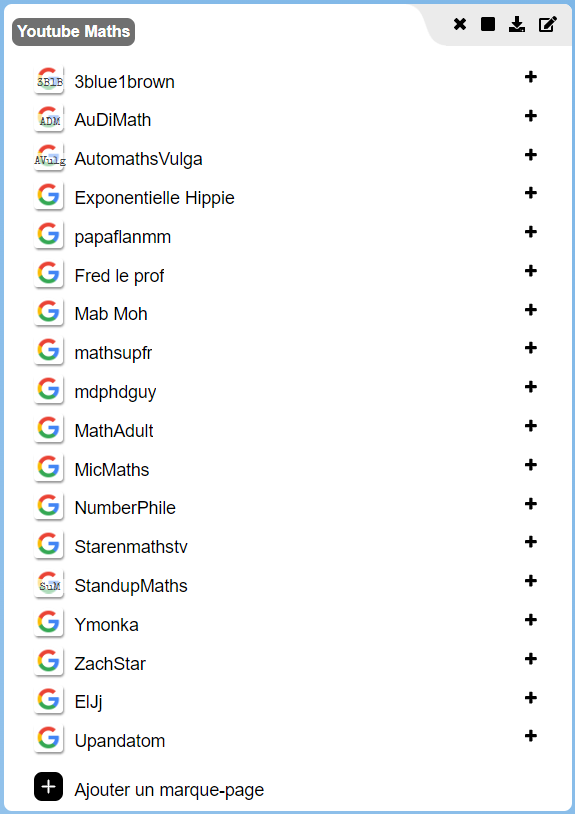 Youtube Maths
3B1B 3blue1brown
ADM AuDiMath
AVulg AutomathsVulga
Exponentielle Hippie
papaflanmm
Fred le prof
Mab Moh
mathsupfr
mdphdguy
MathAdult
MicMaths
NumberPhile
Starenmathstv
SuM StandupMaths
Ymonka
ZachStar
ElJj
Upandatom
Ajouter un marque-page